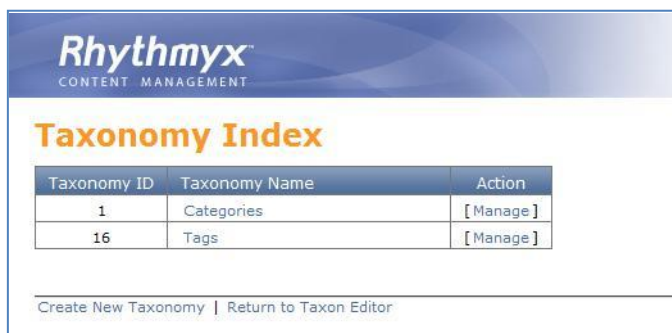 Rhythmyx™
CONTENT MANAGEMENT
Taxonomy Index
Taxonomy ID Taxonomy Name Action
1 Categories [ Manage ]
16 Tags [ Manage ]
Create New Taxonomy | Return to Taxon Editor